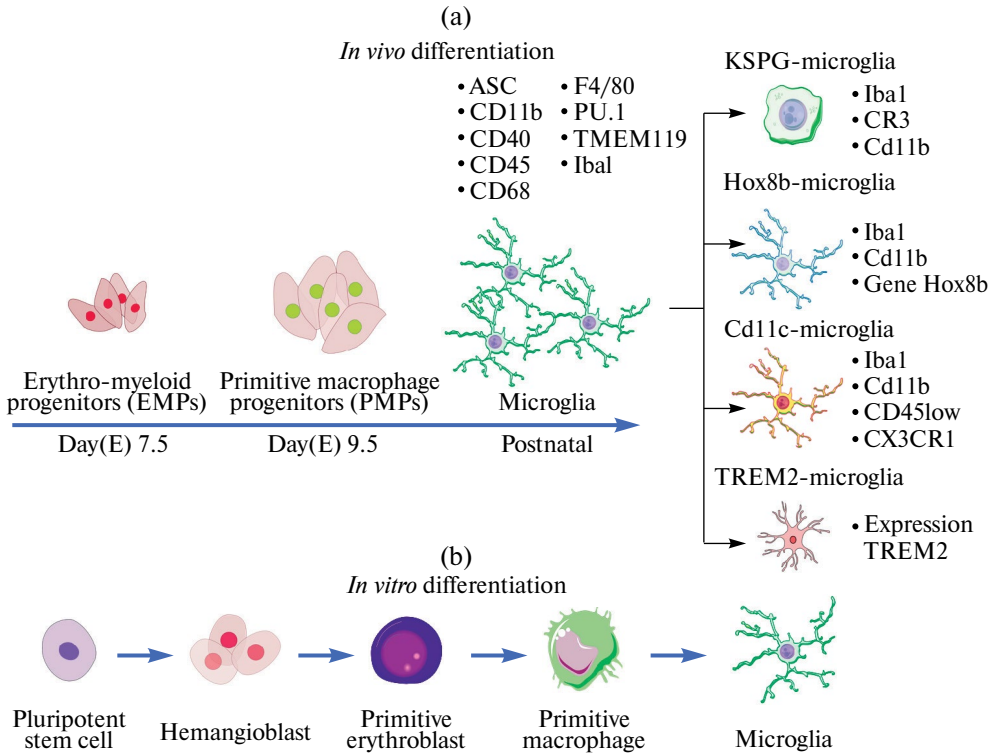 (a)
In vivo differentiation
• ASC
• CD11b
• CD40
• CD45
• CD68
• F4/80
• PU.1
• TMEM119
• Ibal
Erythro-myeloid
progenitors (EMPs)
Primitive macrophage
progenitors (PMPs)
Microglia
Day(E) 7.5
Day(E) 9.5
Postnatal
KSPG-microglia
• Iba1
• CR3
• Cd11b
Hox8b-microglia
• Iba1
• Cd11b
• Gene Hox8b
Cd11c-microglia
• Iba1
• Cd11b
• CD45low
• CX3CR1
TREM2-microglia
• Expression
TREM2
(b)
In vitro differentiation
Pluripotent
stem cell
Hemangioblast
Primitive
erythroblast
Primitive
macrophage
Microglia